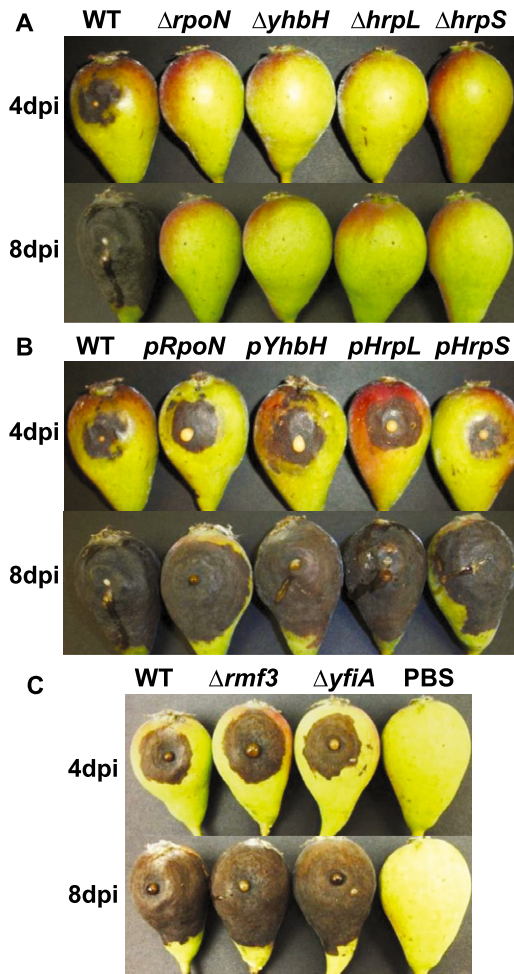 A
WT ΔrpoN ΔyhbH ΔhrpL ΔhrpS
4dpi
8dpi
B
WT pRpoN pYhbH pHrpL pHrpS
4dpi
8dpi
C
WT Δrmf3 ΔyfiA PBS
4dpi
8dpi